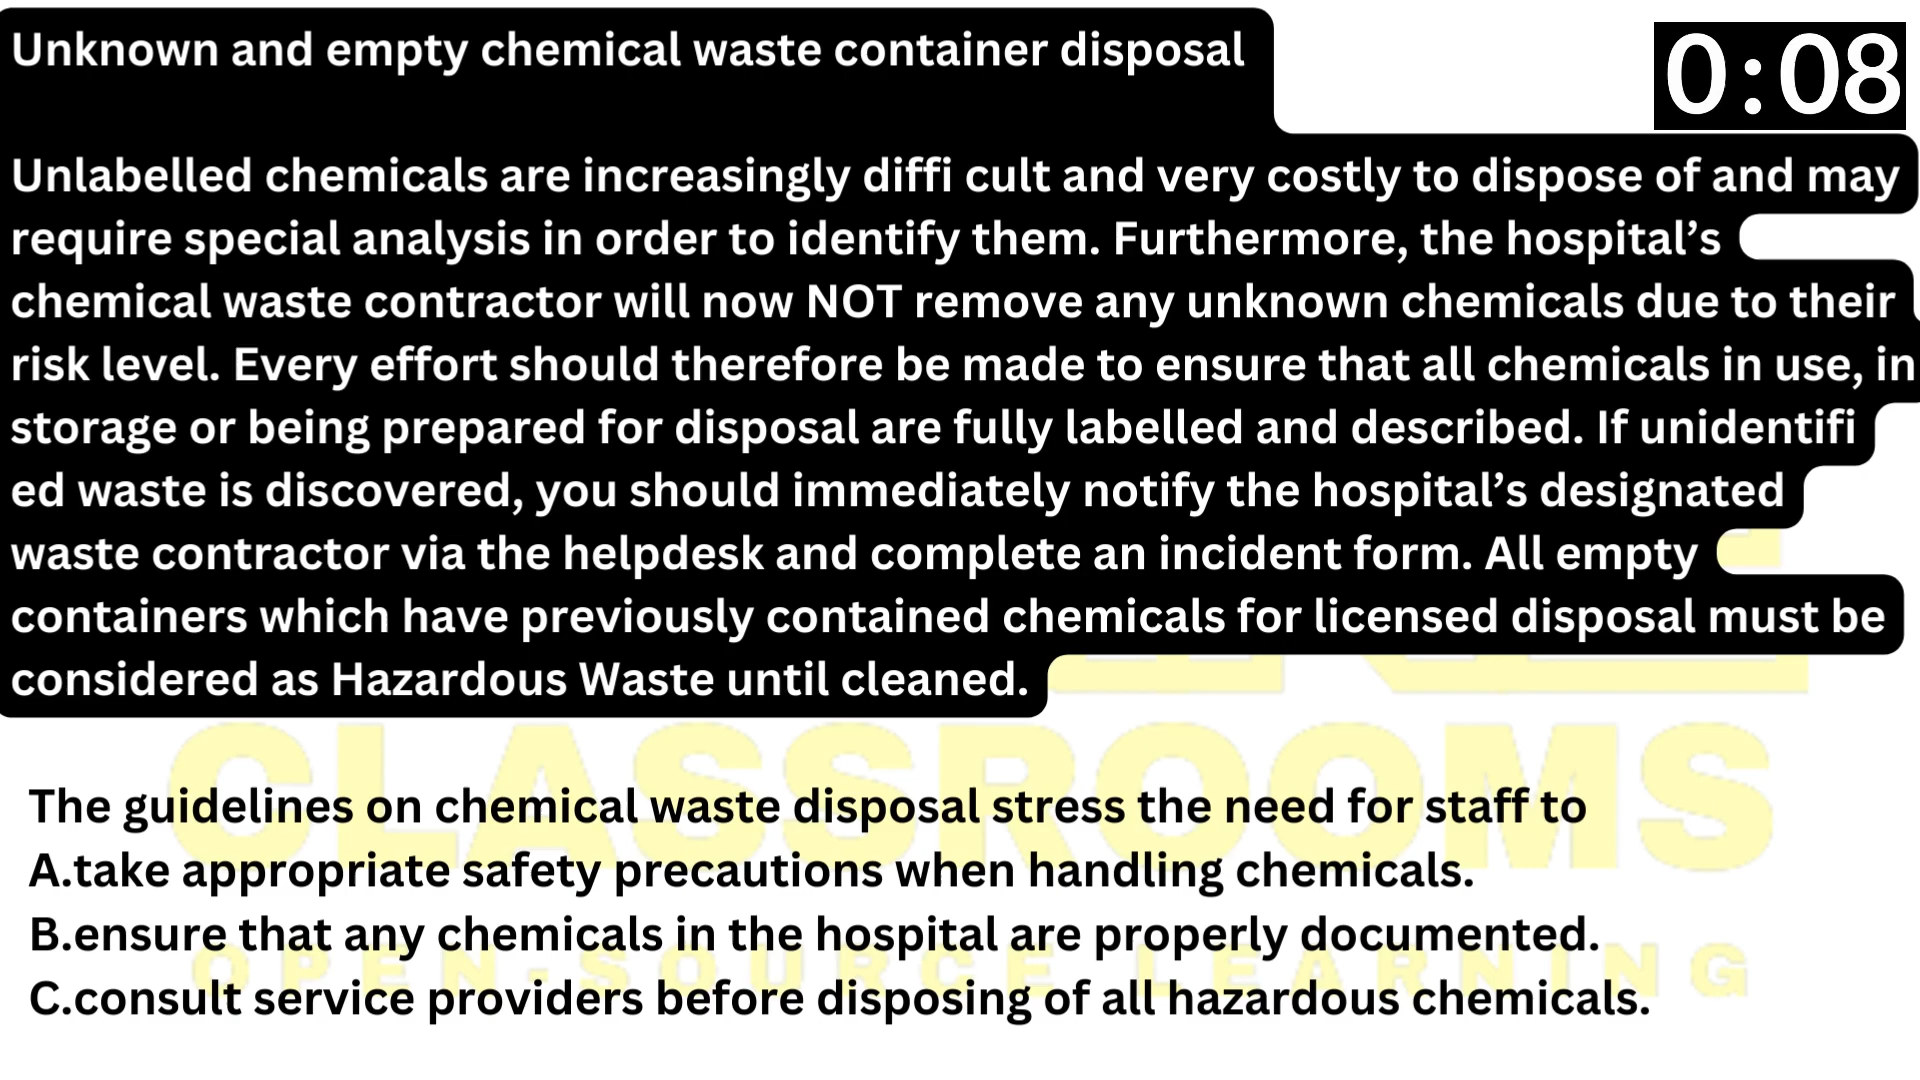 Unknown and empty chemical waste container disposal
0:08
Unlabelled chemicals are increasingly diffi cult and very costly to dispose of and may
require special analysis in order to identify them. Furthermore, the hospital’s
chemical waste contractor will now NOT remove any unknown chemicals due to their
risk level. Every effort should therefore be made to ensure that all chemicals in use, in
storage or being prepared for disposal are fully labelled and described. If unidentifi
ed waste is discovered, you should immediately notify the hospital’s designated
waste contractor via the helpdesk and complete an incident form. All empty
containers which have previously contained chemicals for licensed disposal must be
considered as Hazardous Waste until cleaned.
CLASSROOMS
The guidelines on chemical waste disposal stress the need for staff to
A.take appropriate safety precautions when handling chemicals.
B.ensure that any chemicals in the hospital are properly documented.
OPEN-SOURCE LEARNING
C.consult service providers before disposing of all hazardous chemicals.